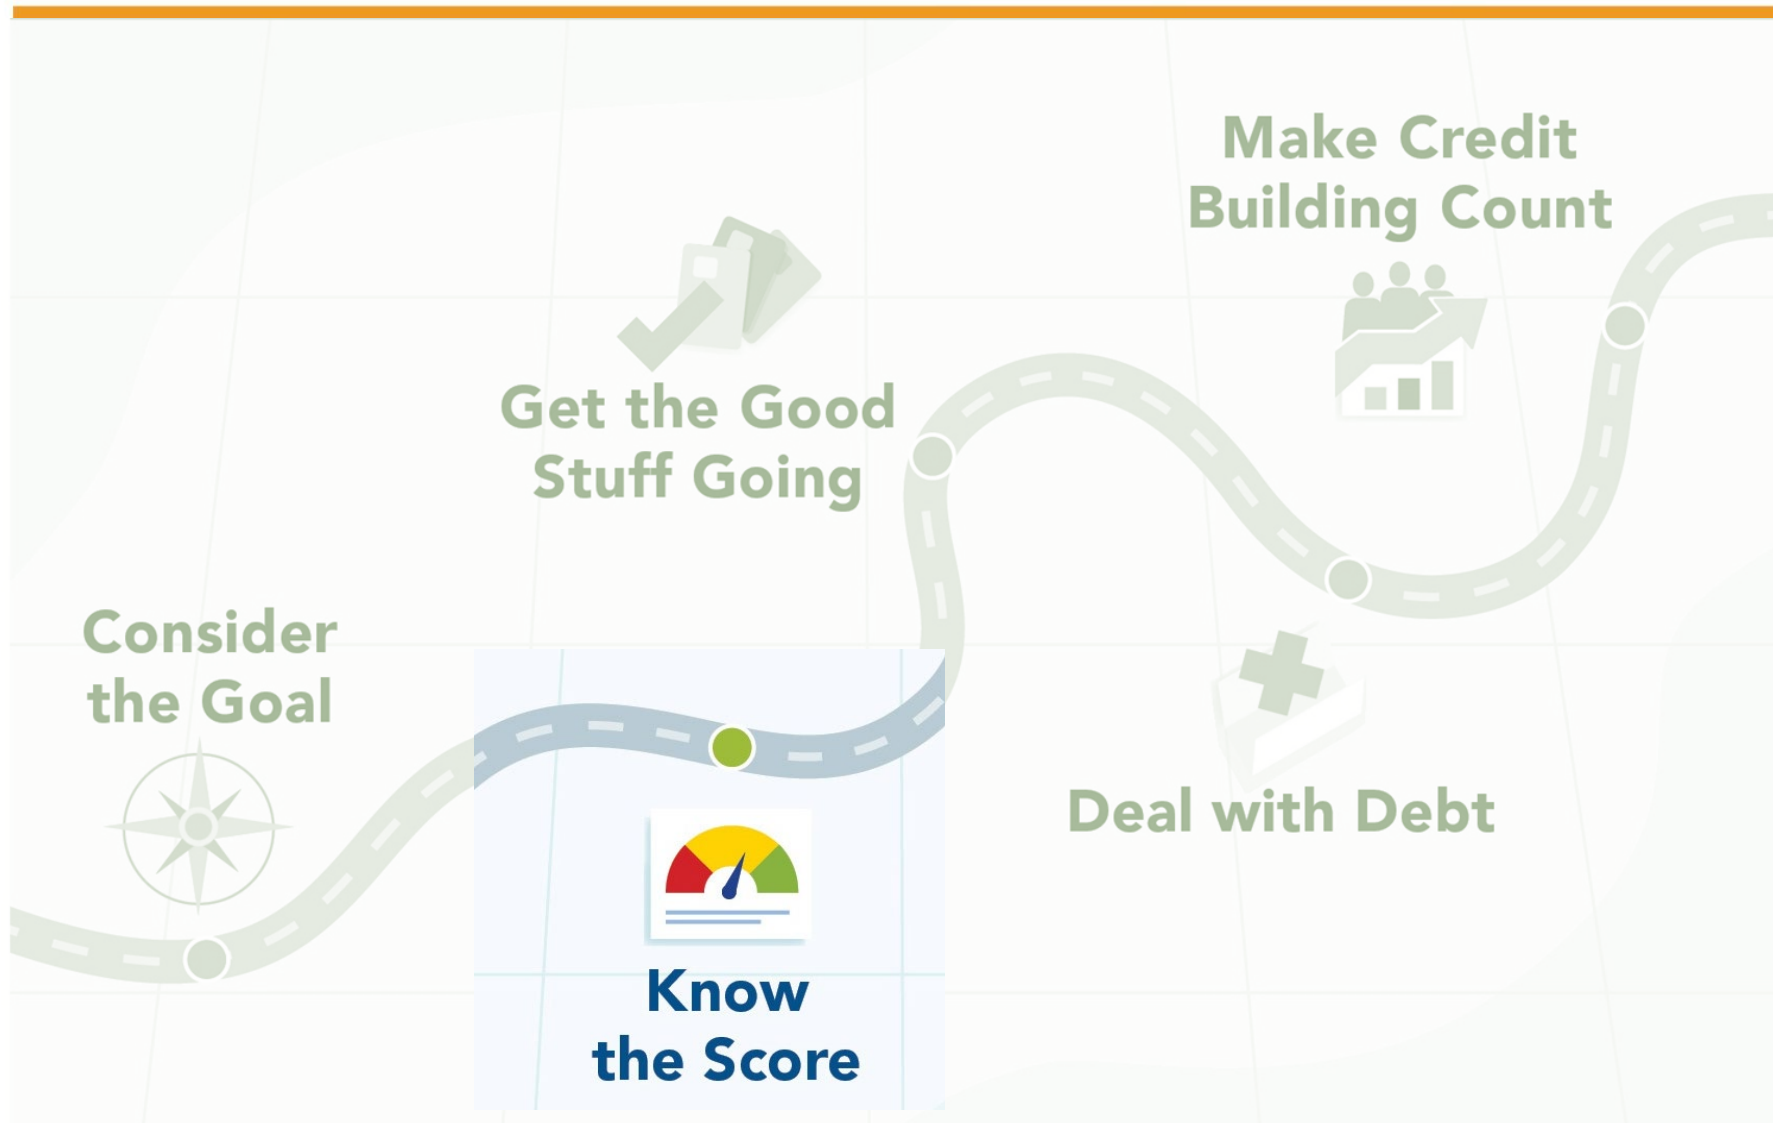 Consider
the Goal
Know
the Score
Get the Good
Stuff Going
Deal with Debt
Make Credit
Building Count